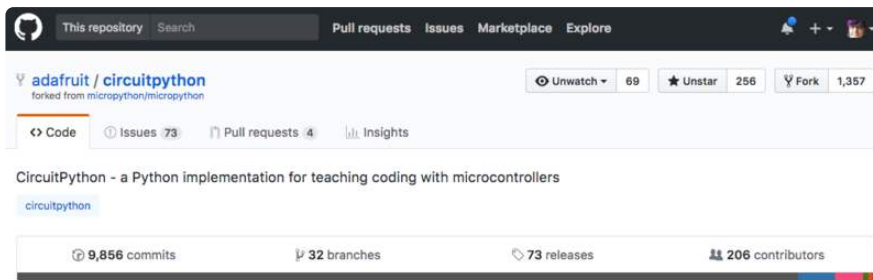 This repository Search Pull requests Issues Marketplace Explore
adafruit / circuitpython Unwatch 69 Unstar 256 Fork 1,357
forked from micropython/micropython
<> Code Issues 73 Pull requests 4 Insights
CircuitPython - a Python implementation for teaching coding with microcontrollers
circuitpython
9,856 commits 32 branches 73 releases 206 contributors